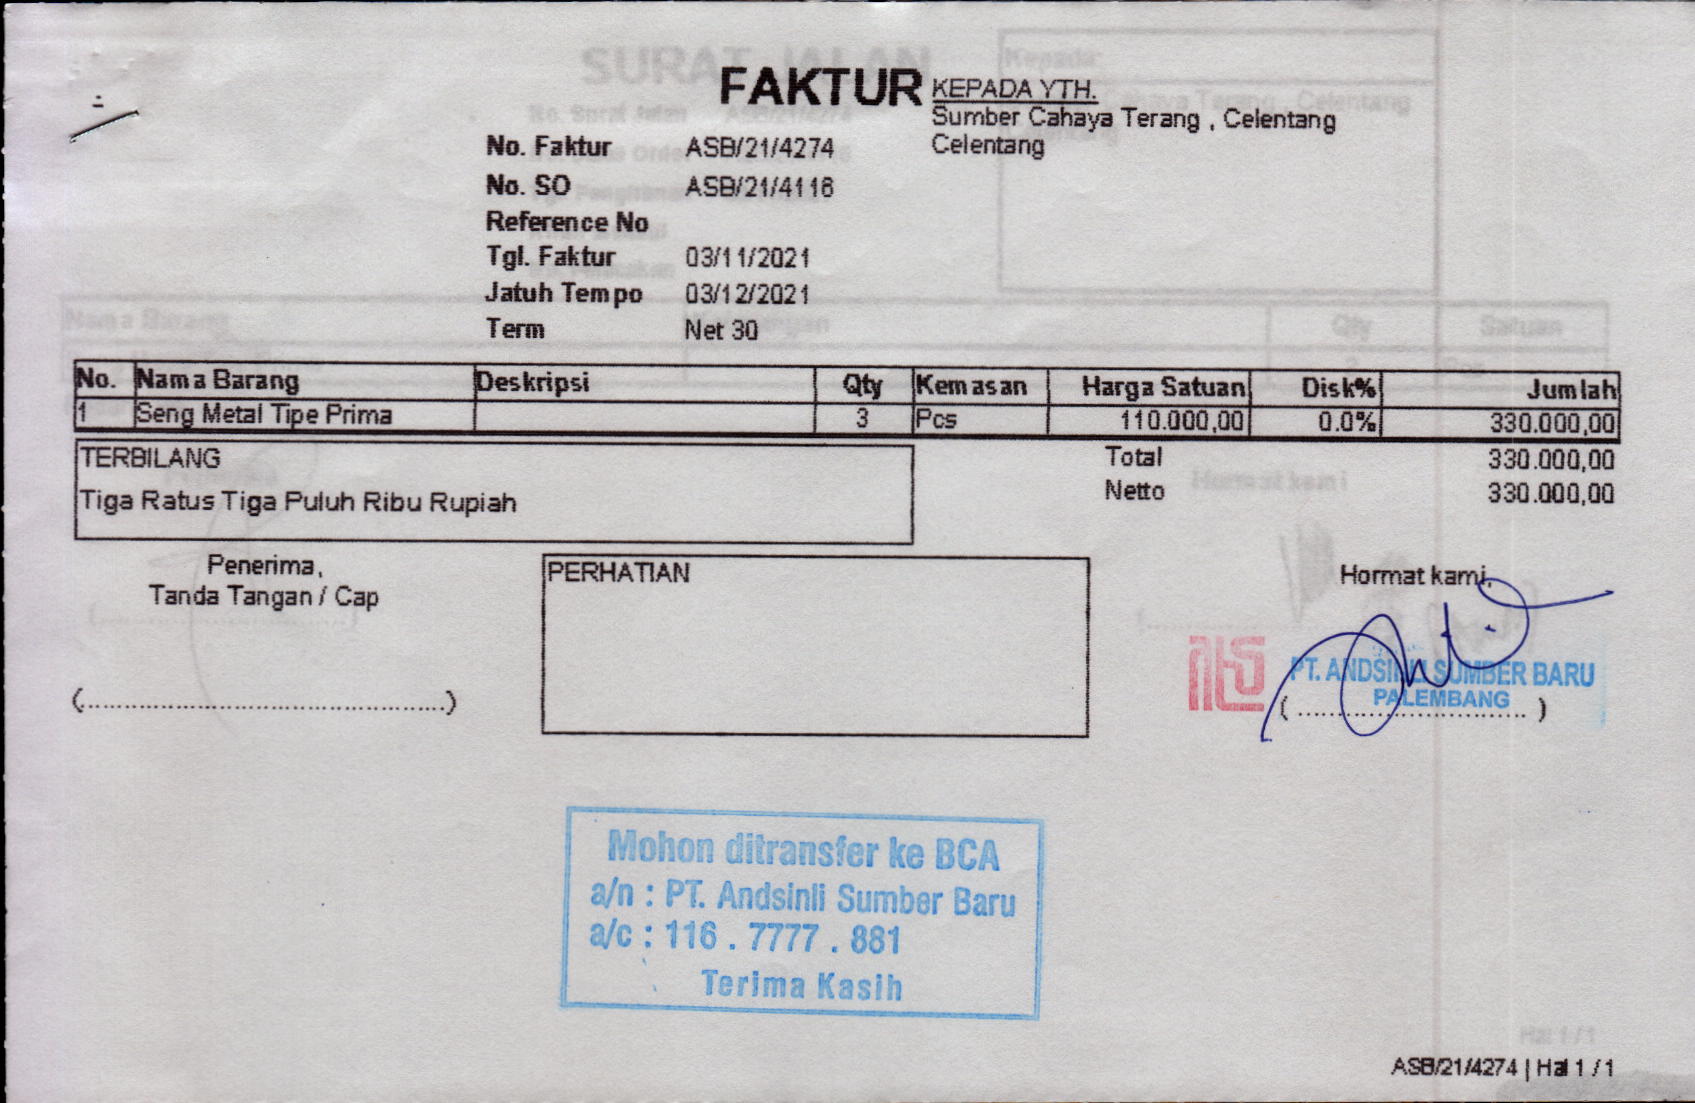 FAKTUR
KEPADA YTH.
Sumber Cahaya Terang , Celentang
Celentang
No. Faktur ASB/21/4274
No. SO ASB/21/4116
Reference No
Tgl. Faktur 03/11/2021
Jatuh Tempo 03/12/2021
Term Net 30
No. Nama Barang Deskripsi Qty Kemasan Harga Satuan Disk% Jumlah
1 Seng Metal Tipe Prima 3 Pcs 110.000,00 0.0% 330.000,00
TERBILANG
Tiga Ratus Tiga Puluh Ribu Rupiah
Total 330.000,00
Netto 330.000,00
Penerima,
Tanda Tangan / Cap
(............................................)
PERHATIAN
Hormat kami,
PT. ANDSINLI SUMBER BARU
PALEMBANG
(............................)
Mohon ditransfer ke BCA
a/n : PT. Andsinli Sumber Baru
a/c : 116 . 7777 . 881
Terima Kasih
ASB/21/4274 | Hal 1 / 1